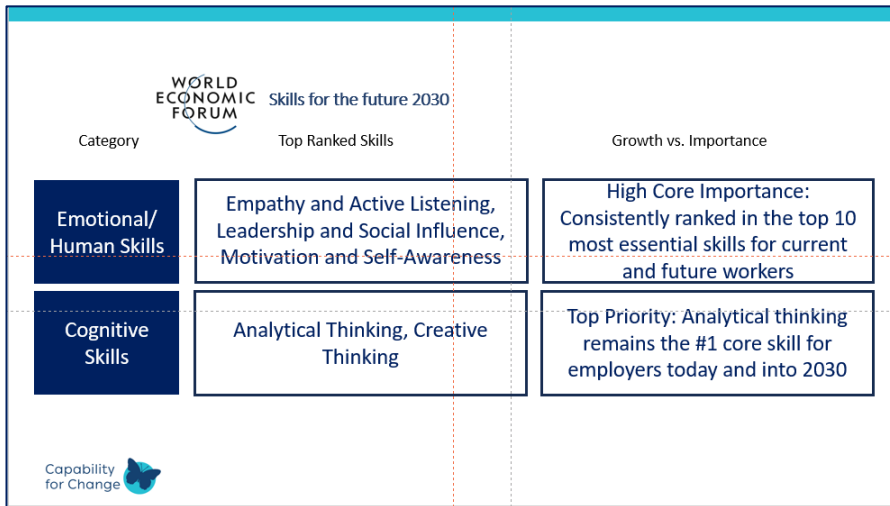 WORLD
ECONOMIC
FORUM
Skills for the future 2030
Category
Top Ranked Skills
Growth vs. Importance
Emotional/
Human Skills
Empathy and Active Listening,
Leadership and Social Influence,
Motivation and Self-Awareness
High Core Importance:
Consistently ranked in the top 10
most essential skills for current
and future workers
Cognitive
Skills
Analytical Thinking, Creative
Thinking
Top Priority: Analytical thinking
remains the #1 core skill for
employers today and into 2030
Capability
for Change